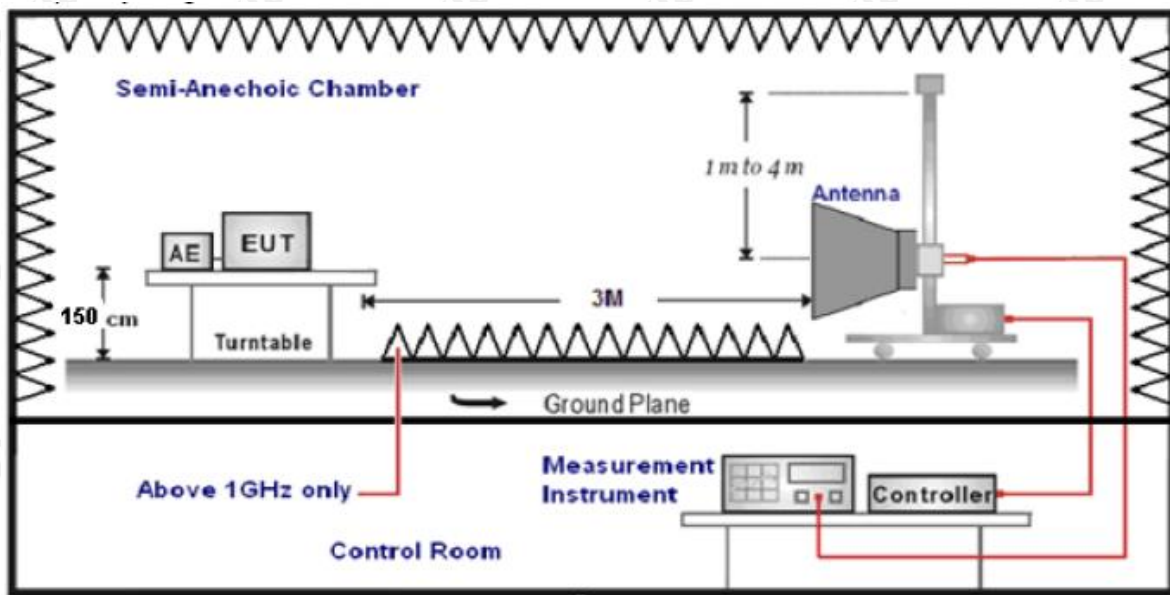 Semi-Anechoic Chamber
1 m to 4 m
Antenna
AE
EUT
150 cm
3M
Turntable
Ground Plane
Above 1GHz only
Measurement
Instrument
Controller
Control Room